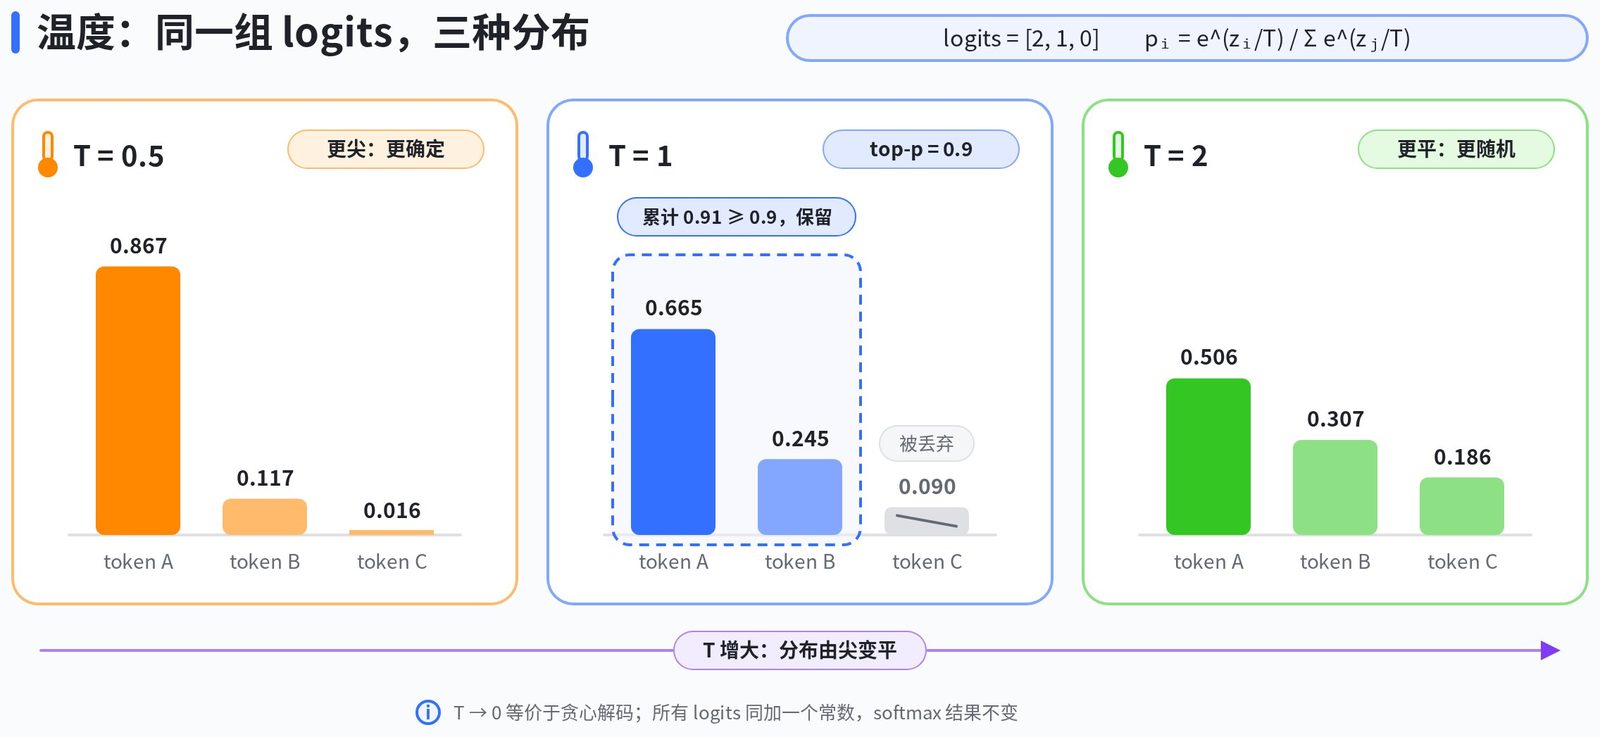 温度：同一组 logits，三种分布
logits = [2, 1, 0]  pᵢ = e^(zᵢ/T) / Σ e^(zⱼ/T)
T = 0.5
更尖：更确定
0.867
0.117
0.016
token A
token B
token C
T = 1
top-p = 0.9
累计 0.91 ⩾ 0.9，保留
0.665
0.245
被丢弃
0.090
token A
token B
token C
T = 2
更平：更随机
0.506
0.307
0.186
token A
token B
token C
T 增大：分布由尖变平
T → 0 等价于贪心解码；所有 logits 同加一个常数，softmax 结果不变